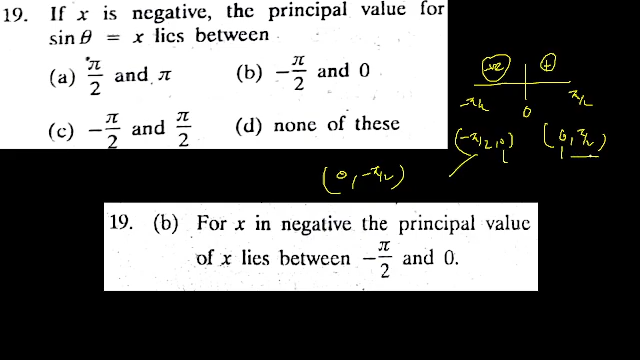 19. If x is negative, the principal value for
sin θ = x lies between
(a) π/2 and π
(b) −π/2 and 0
(c) −π/2 and π/2
(d) none of these
-ve +
-π/2 0 π/2
(-π/2, 0) (0, π/2)
(0, -π/2)
19. (b) For x in negative the principal value
of x lies between −π/2 and 0.